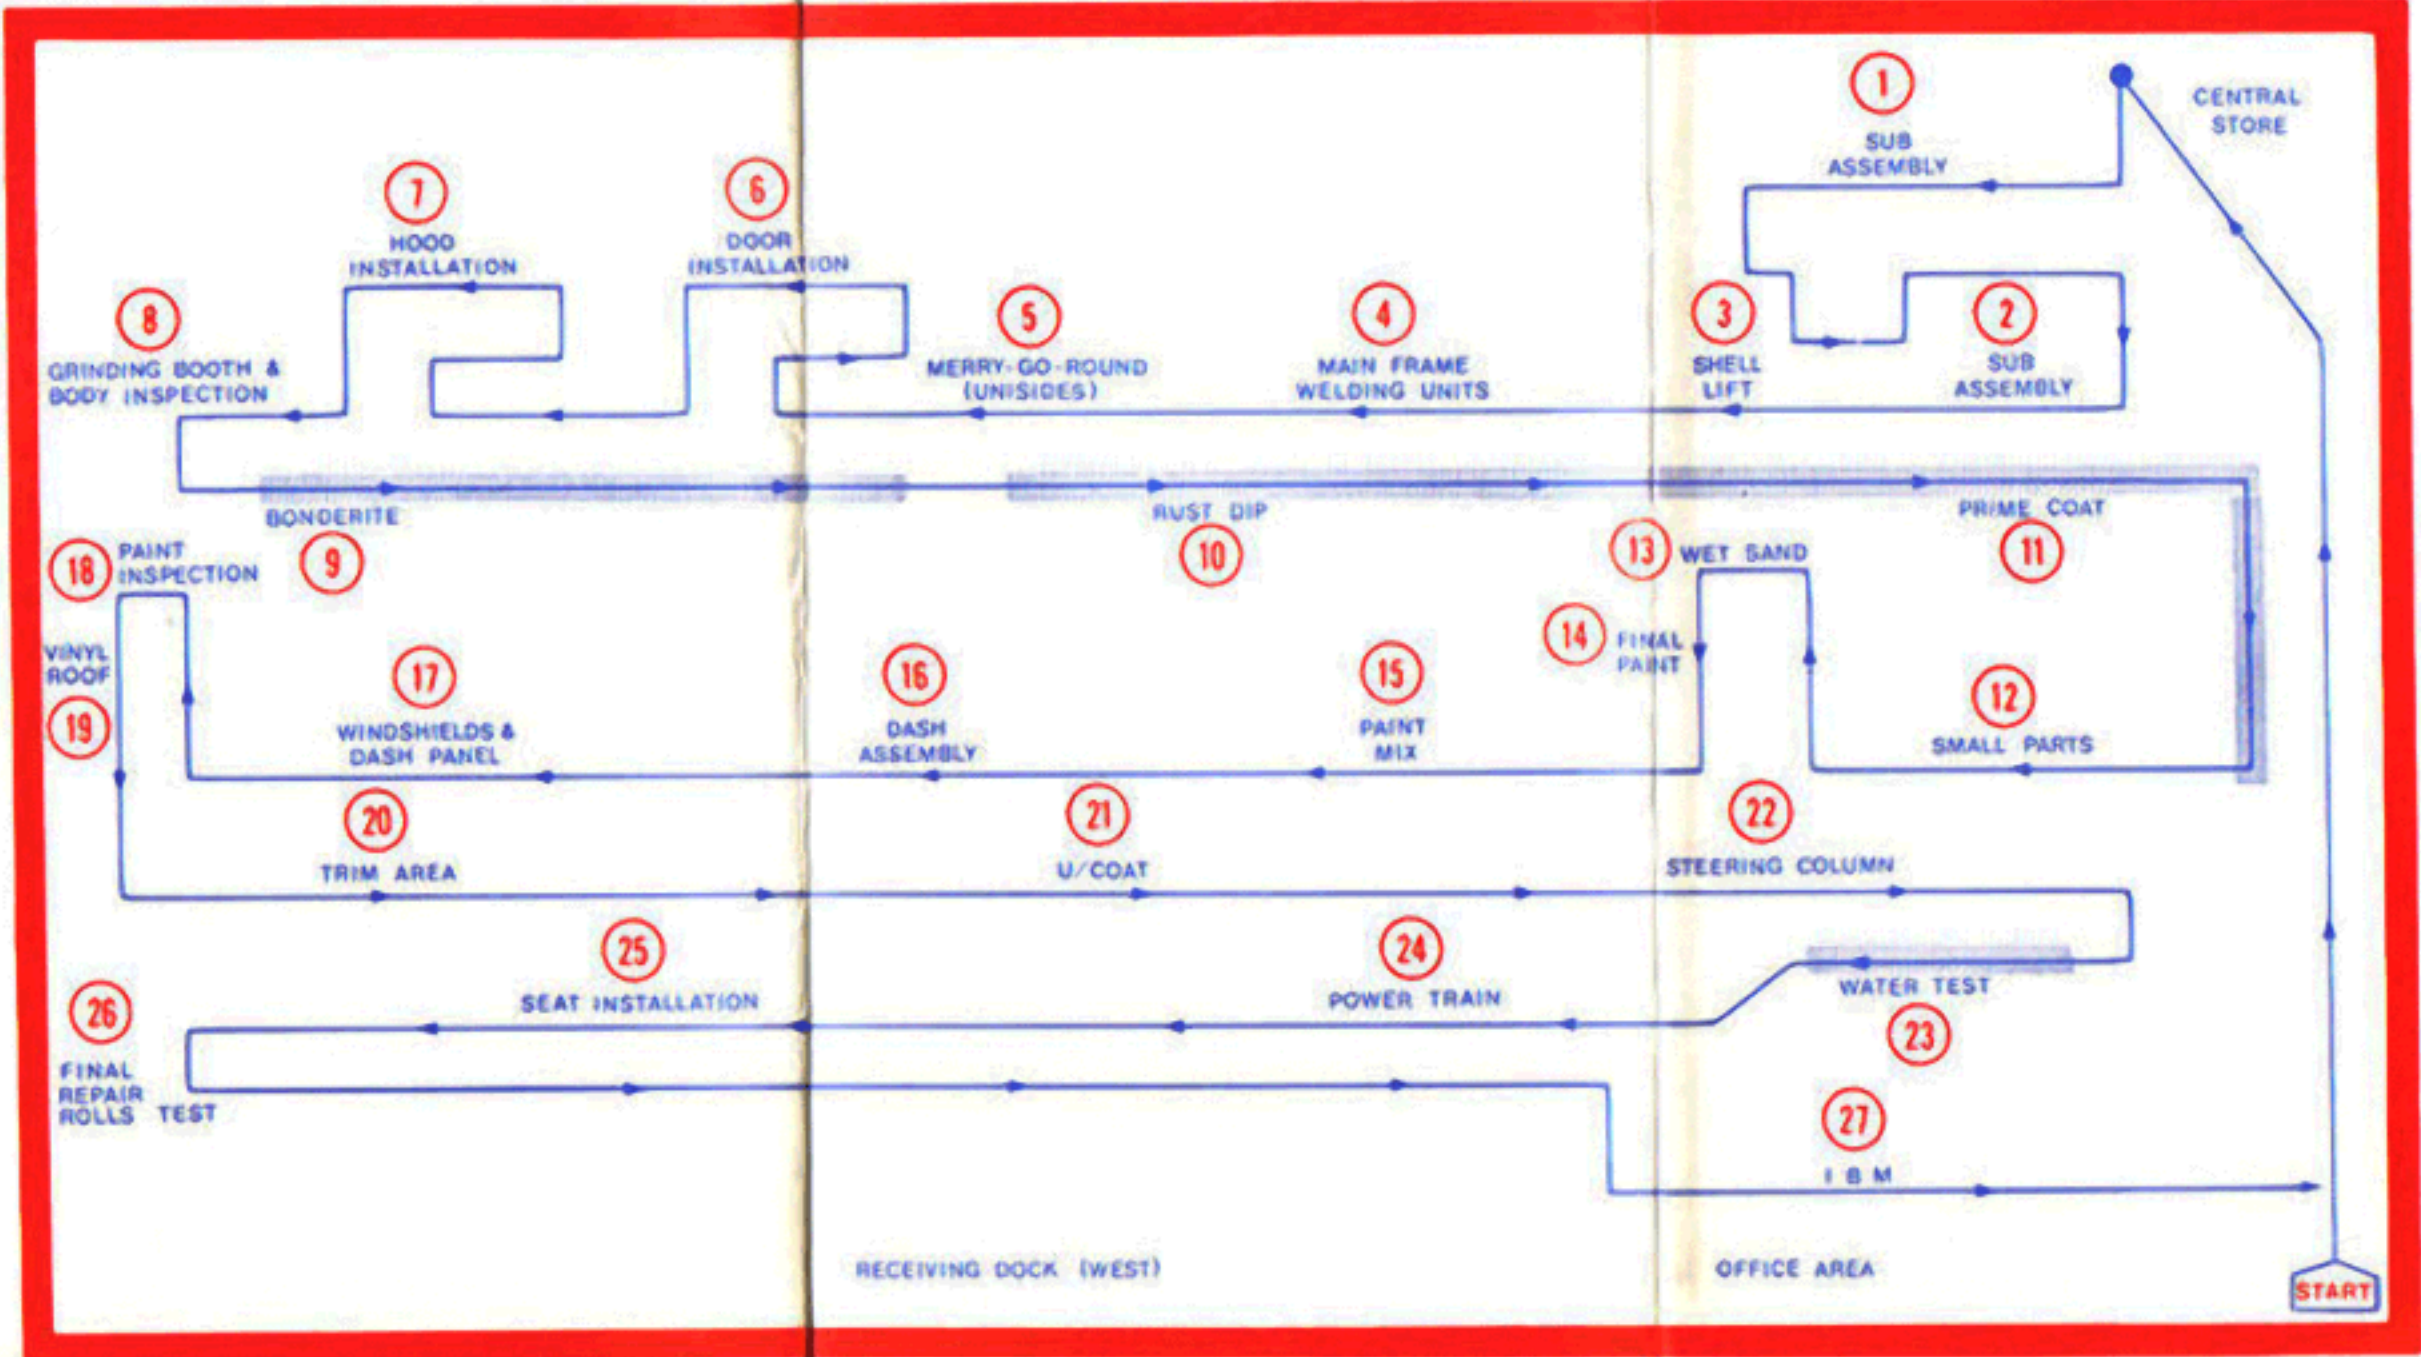 1
SUB
ASSEMBLY
CENTRAL
STORE
2
SUB
ASSEMBLY
3
SHELL
LIFT
4
MAIN FRAME
WELDING UNITS
5
MERRY-GO-ROUND
(UNISIDES)
6
DOOR
INSTALLATION
7
HOOD
INSTALLATION
8
GRINDING BOOTH &
BODY INSPECTION
BONDERITE
9
RUST DIP
10
PRIME COAT
11
12
SMALL PARTS
13 WET SAND
14 FINAL
PAINT
15
PAINT
MIX
16
DASH
ASSEMBLY
17
WINDSHIELDS &
DASH PANEL
18 PAINT
INSPECTION
VINYL
ROOF
19
20
TRIM AREA
21
U/COAT
22
STEERING COLUMN
WATER TEST
23
24
POWER TRAIN
25
SEAT INSTALLATION
26
FINAL
REPAIR
ROLLS TEST
27
I B M
RECEIVING DOCK (WEST)
OFFICE AREA
START